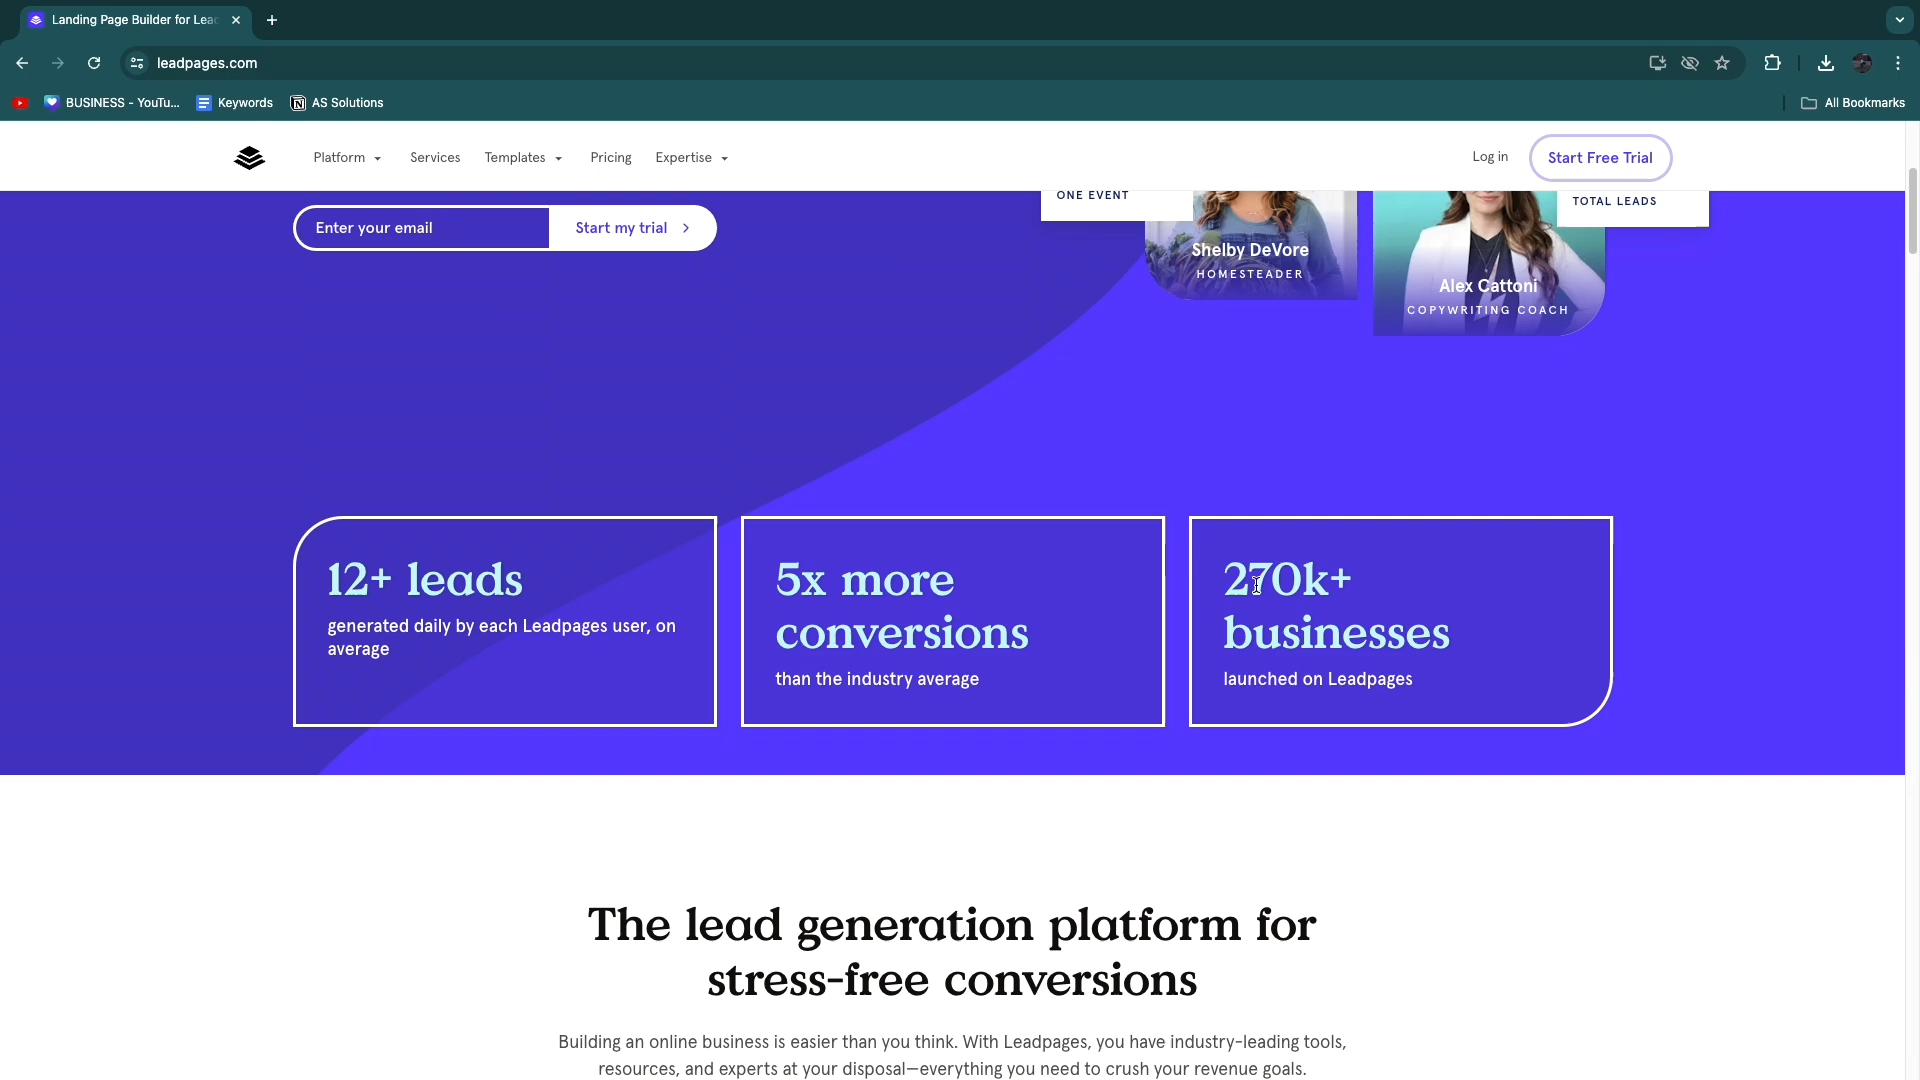 Landing Page Builder for Lea
leadpages.com
BUSINESS - YouTu...
Keywords
AS Solutions
All Bookmarks
Platform
Services
Templates
Pricing
Expertise
Log in
Start Free Trial
ONE EVENT
TOTAL LEADS
Enter your email
Start my trial
Shelby DeVore
HOMESTEADER
Alex Cattoni
COPYWRITING COACH
12+ leads
generated daily by each Leadpages user, on
average
5x more
conversions
than the industry average
270k+
businesses
launched on Leadpages
The lead generation platform for
stress-free conversions
Building an online business is easier than you think. With Leadpages, you have industry-leading tools,
resources, and experts at your disposal—everything you need to crush your revenue goals.